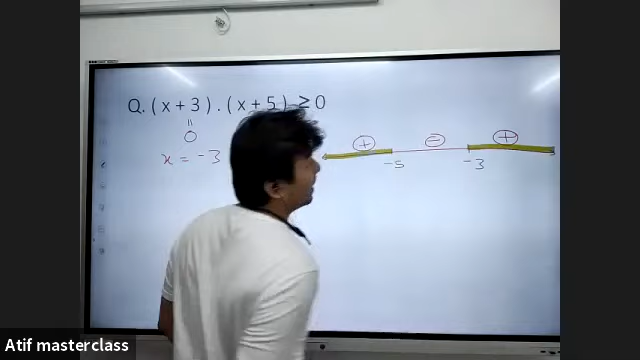 Q. (x + 3) . (x + 5) ≥ 0
=
0
x = -3
+ - +
-5 -3
Atif masterclass